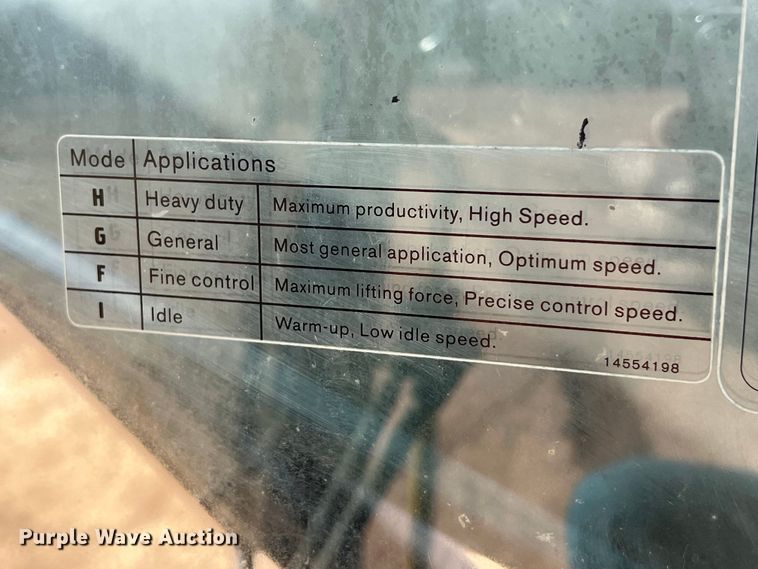 Mode Applications
H Heavy duty Maximum productivity, High Speed.
G General Most general application, Optimum speed.
F Fine control Maximum lifting force, Precise control speed.
I Idle Warm-up, Low idle speed.
14554198
Purple Wave Auction